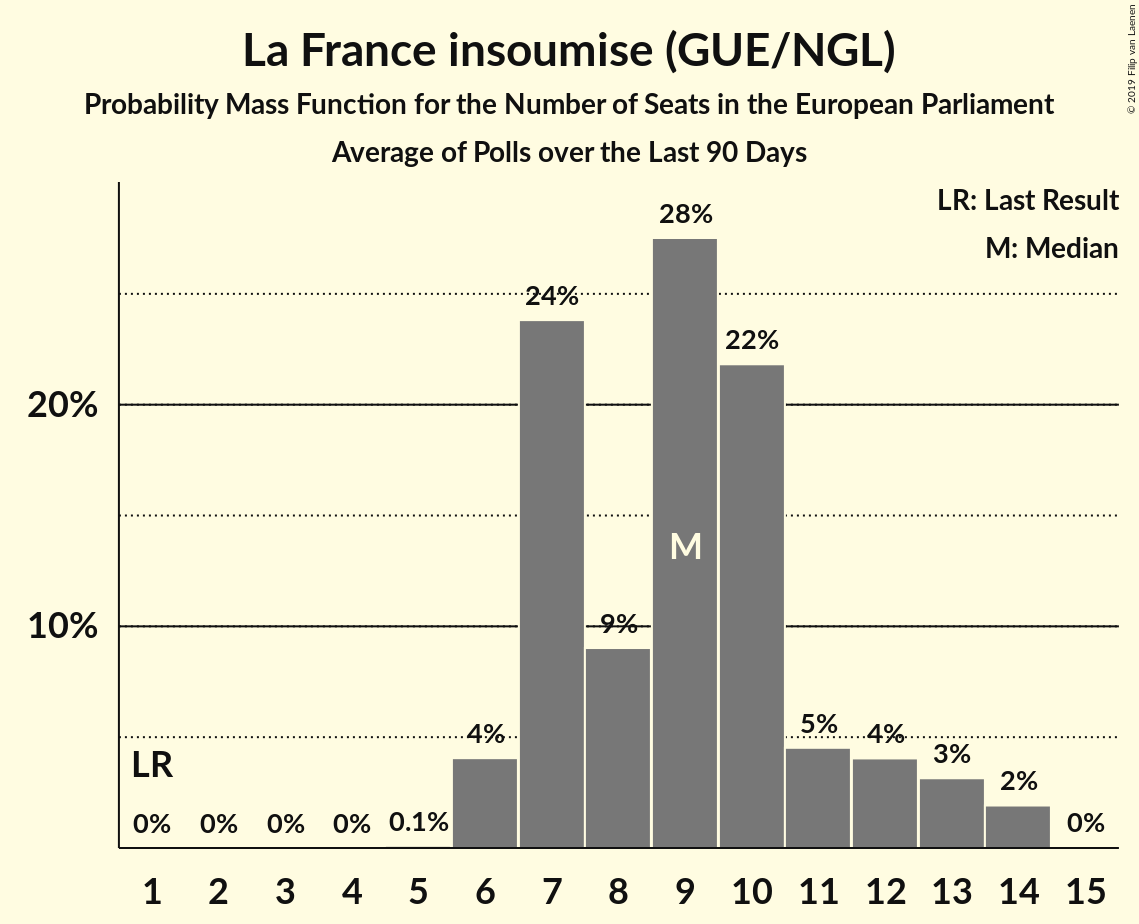 La France insoumise (GUE/NGL)
Probability Mass Function for the Number of Seats in the European Parliament
Average of Polls over the Last 90 Days
© 2019 Filip van Laenen
LR: Last Result
M: Median
28%
24%
22%
20%
M
9%
10%
5%
4%
4%
3%
LR
2%
0% 0% 0% 0% 0.1% 0%
1 2 3 4 5 6 7 8 9 10 11 12 13 14 15